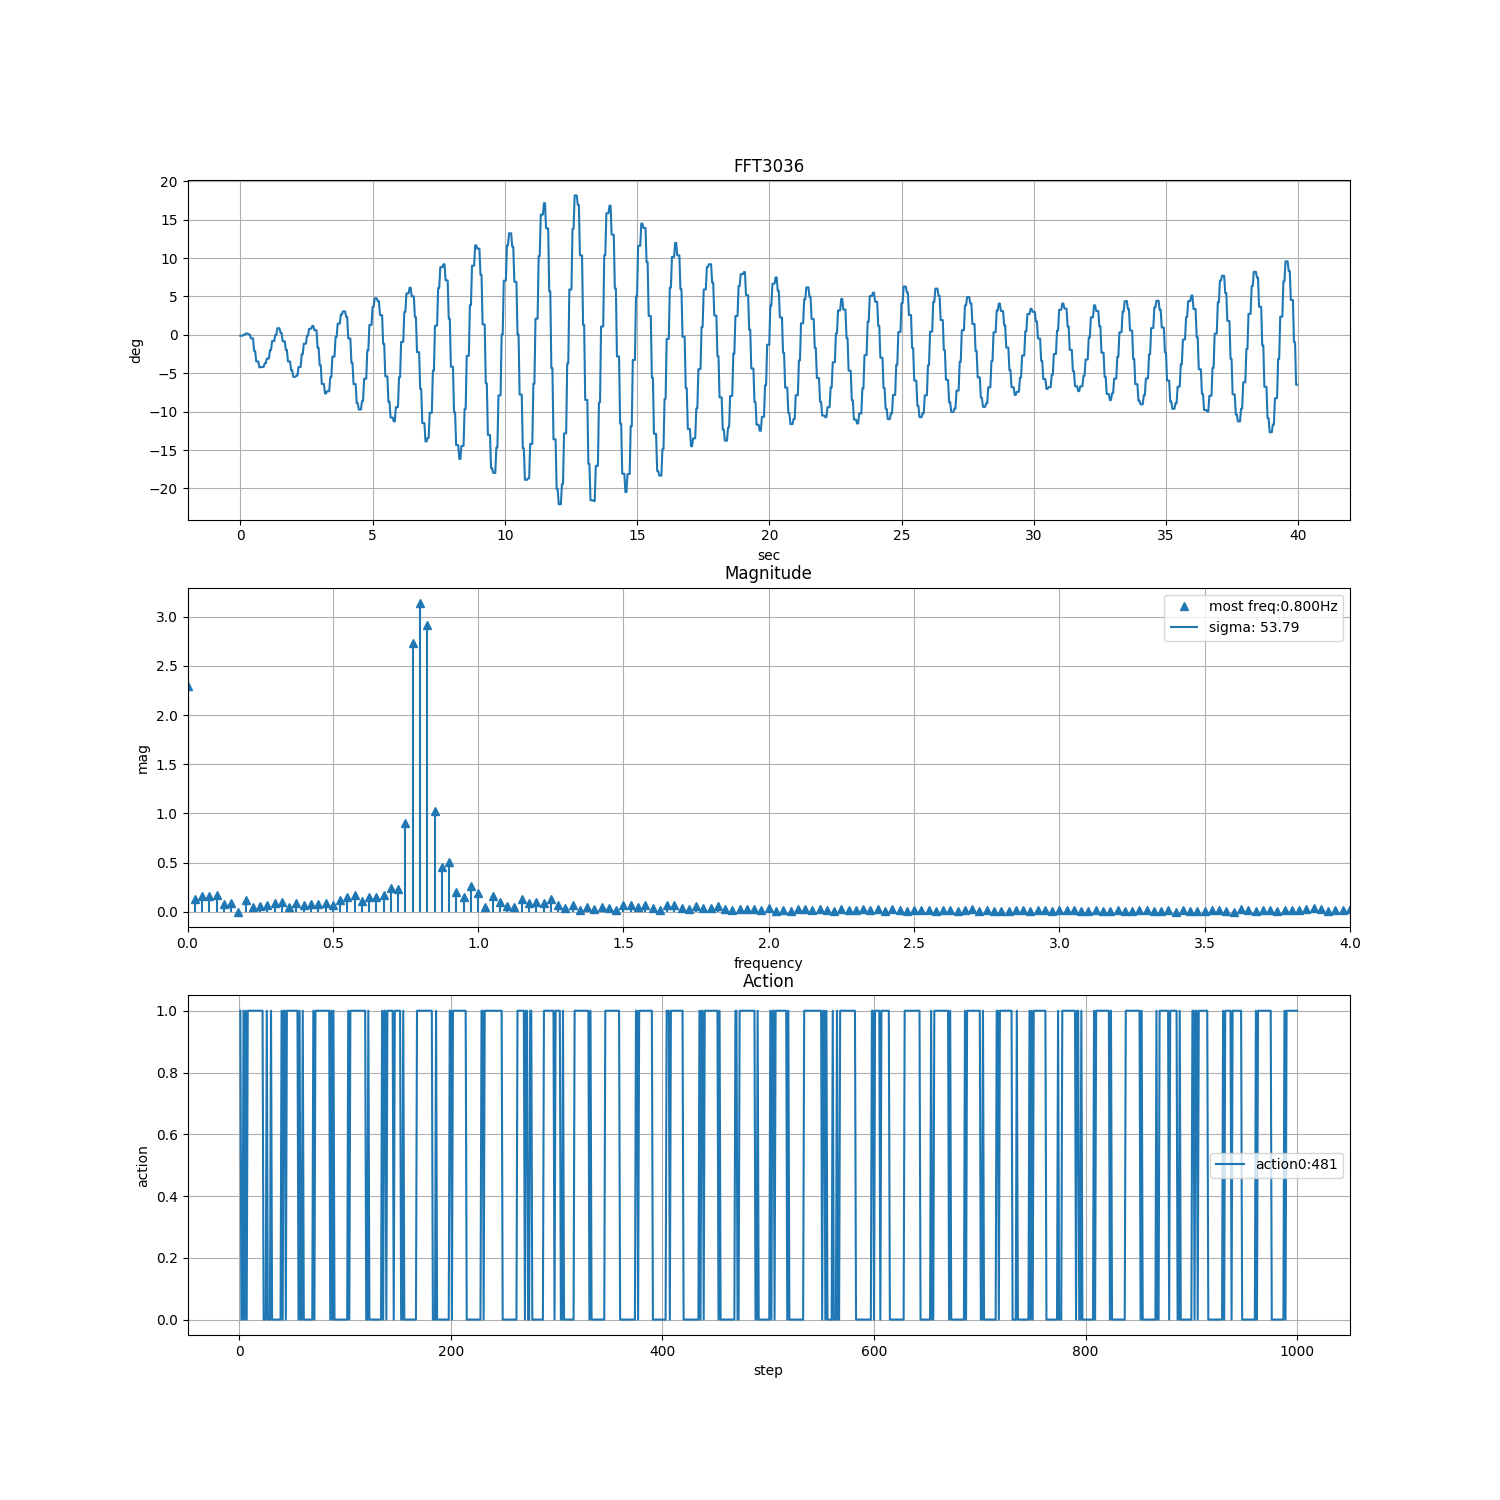 FFT3036
20
15
10
5
0
−5
−10
−15
−20
deg
0 5 10 15 20 25 30 35 40
sec
Magnitude
most freq:0.800Hz
sigma: 53.79
3.0
2.5
2.0
1.5
1.0
0.5
0.0
mag
0.0 0.5 1.0 1.5 2.0 2.5 3.0 3.5 4.0
frequency
Action
1.0
0.8
0.6
0.4
0.2
0.0
action
action0:481
0 200 400 600 800 1000
step